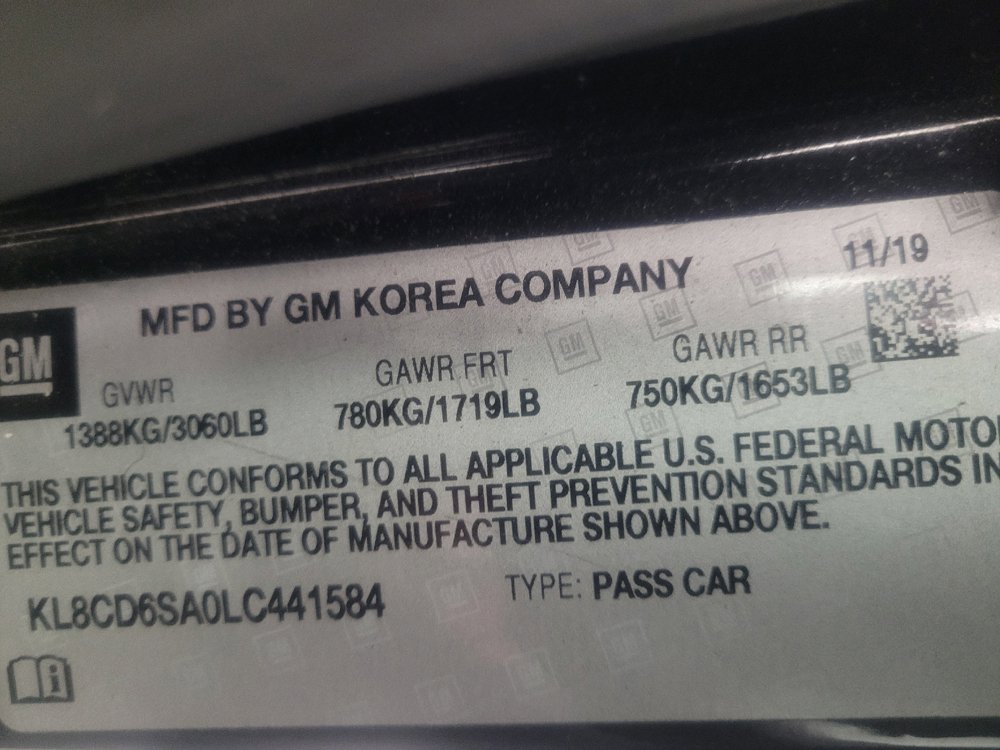 11/19
MFD BY GM KOREA COMPANY
GM
GVWR GAWR FRT GAWR RR
1388KG/3060LB 780KG/1719LB 750KG/1653LB
THIS VEHICLE CONFORMS TO ALL APPLICABLE U.S. FEDERAL MOTO
VEHICLE SAFETY, BUMPER, AND THEFT PREVENTION STANDARDS IN
EFFECT ON THE DATE OF MANUFACTURE SHOWN ABOVE.
KL8CD6SA0LC441584 TYPE: PASS CAR